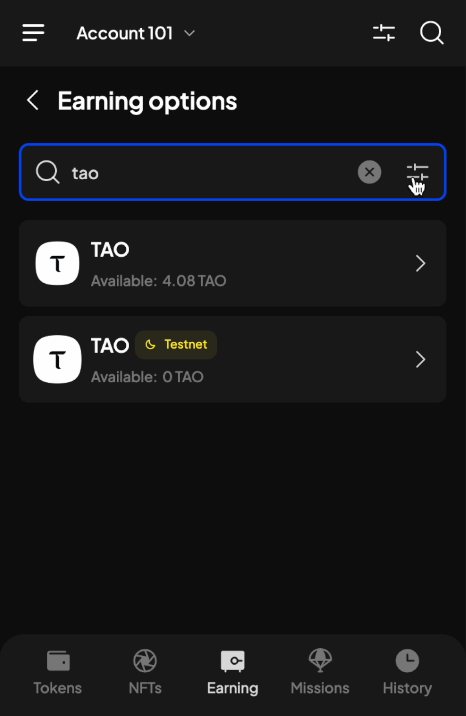 Account 101
Earning options
tao
τ
TAO
Available: 4.08 TAO
τ
TAO Testnet
Available: 0 TAO
Tokens NFTs Earning Missions History